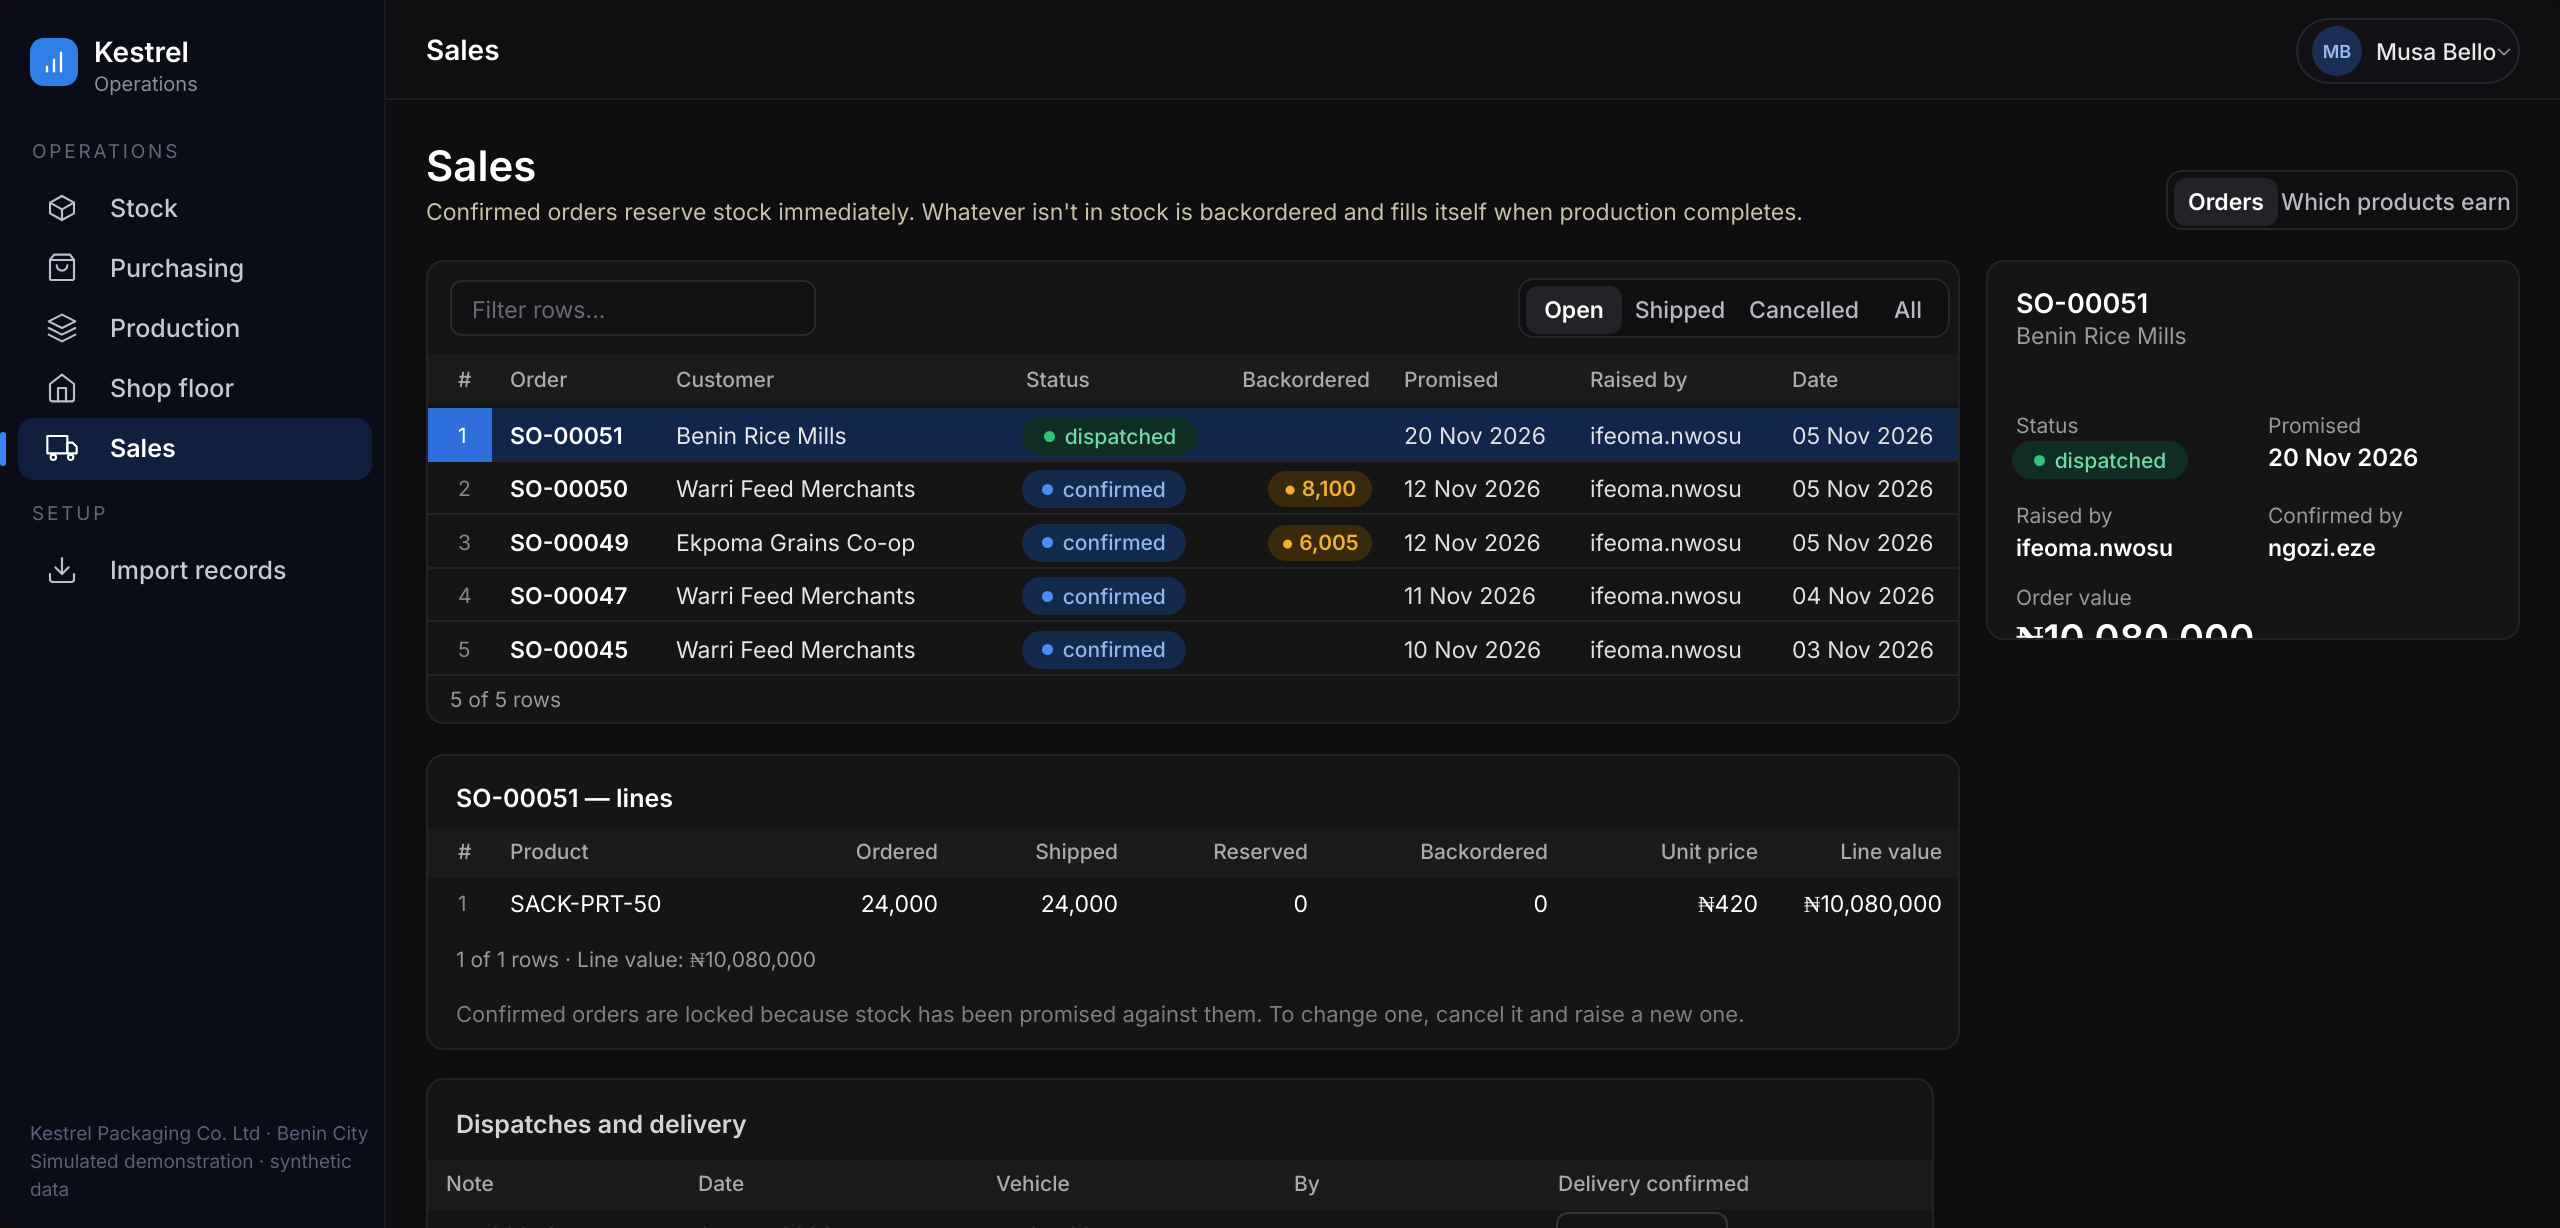 Kestrel
Operations
OPERATIONS
Stock
Purchasing
Production
Shop floor
Sales
SETUP
Import records
Kestrel Packaging Co. Ltd · Benin City
Simulated demonstration · synthetic
data
Sales
MB Musa Bello
Sales
Confirmed orders reserve stock immediately. Whatever isn't in stock is backordered and fills itself when production completes.
Orders Which products earn
Filter rows...
Open Shipped Cancelled All
# Order Customer Status Backordered Promised Raised by Date
1 SO-00051 Benin Rice Mills dispatched 20 Nov 2026 ifeoma.nwosu 05 Nov 2026
2 SO-00050 Warri Feed Merchants confirmed 8,100 12 Nov 2026 ifeoma.nwosu 05 Nov 2026
3 SO-00049 Ekpoma Grains Co-op confirmed 6,005 12 Nov 2026 ifeoma.nwosu 05 Nov 2026
4 SO-00047 Warri Feed Merchants confirmed 11 Nov 2026 ifeoma.nwosu 04 Nov 2026
5 SO-00045 Warri Feed Merchants confirmed 10 Nov 2026 ifeoma.nwosu 03 Nov 2026
5 of 5 rows
SO-00051
Benin Rice Mills
Status Promised
dispatched 20 Nov 2026
Raised by Confirmed by
ifeoma.nwosu ngozi.eze
Order value
₦10,080,000
SO-00051 — lines
# Product Ordered Shipped Reserved Backordered Unit price Line value
1 SACK-PRT-50 24,000 24,000 0 0 ₦420 ₦10,080,000
1 of 1 rows · Line value: ₦10,080,000
Confirmed orders are locked because stock has been promised against them. To change one, cancel it and raise a new one.
Dispatches and delivery
Note Date Vehicle By Delivery confirmed